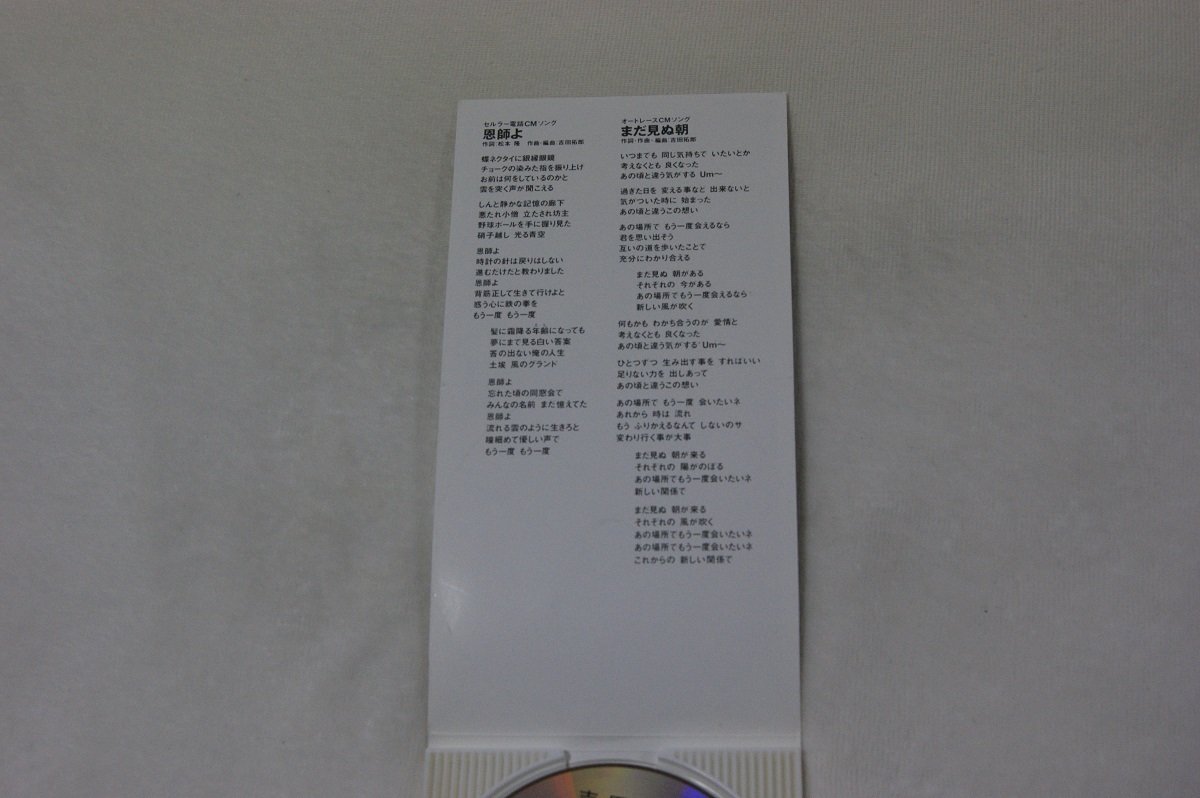 セルラー電話CMソング
恩師よ
作詞:松本 隆 作曲・編曲:吉田拓郎
蝶ネクタイに銀縁眼鏡
チョークの染みた指を振り上げ
お前は何をしているのかと
雲を突く声が聞こえる
しんと静かな記憶の廊下
悪たれ小僧 立たされ坊主
野球ボールを手に握り見た
硝子越し 光る青空
恩師よ
時計の針は戻りはしない
進むだけだと教わりました
恩師よ
背筋正して生きて行けよと
惑う心に鉄の拳を
もう一度 もう一度
髪に霜降る年齢になっても
夢にまで見る白い答案
答の出ない俺の人生
土埃 風のグランド
恩師よ
忘れた頃の同窓会で
みんなの名前 まだ憶えてた
恩師よ
流れる雲のように生きろと
瞳細めて優しい声で
もう一度 もう一度
オートレースCMソング
まだ見ぬ朝
作詞・作曲・編曲:吉田拓郎
いつまでも 同じ気持ちで いたいとか
考えなくとも 良くなった
あの頃と違う気がする Um〜
過ぎた日を 変える事など 出来ないと
気がついた時に 始まった
あの頃と違うこの想い
あの場所で もう一度会えるなら
君を思い出そう
互いの道を歩いたことで
充分にわかり合える
まだ見ぬ 朝がある
それぞれの 今がある
あの場所でもう一度会えるなら
新しい風が吹く
何もかも わかち合うのが 愛情と
考えなくとも 良くなった
あの頃と違う気がする Um〜
ひとつずつ 生み出す事を すればいい
足りない力を 出しあって
あの頃と違うこの想い
あの場所で もう一度 会いたいネ
あれから 時は 流れ
もう ふりかえるなんて しないのサ
変わり行く事が大事
まだ見ぬ 朝が来る
それぞれの 陽がのぼる
あの場所でもう一度会いたいネ
新しい関係で
まだ見ぬ 朝が来る
それぞれの 風が吹く
あの場所でもう一度会いたいネ
あの場所でもう一度会いたいネ
これからの 新しい関係で